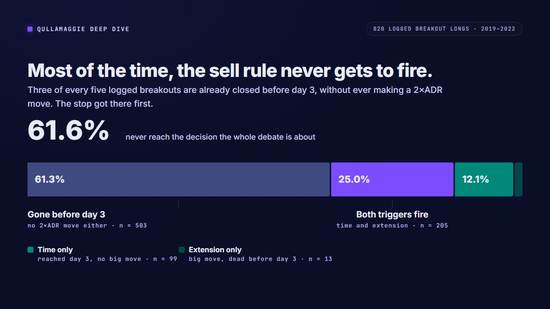 QULLAMAGGIE DEEP DIVE
820 LOGGED BREAKOUT LONGS · 2019–2022
Most of the time, the sell rule never gets to fire.
Three of every five logged breakouts are already closed before day 3, without ever making a 2×ADR
move. The stop got there first.
61.6%
never reach the decision the whole debate is about
61.3%
25.0%
12.1%
Gone before day 3
no 2×ADR move either · n = 503
Both triggers fire
time and extension · n = 205
Time only
reached day 3, no big move · n = 99
Extension only
big move, dead before day 3 · n = 13